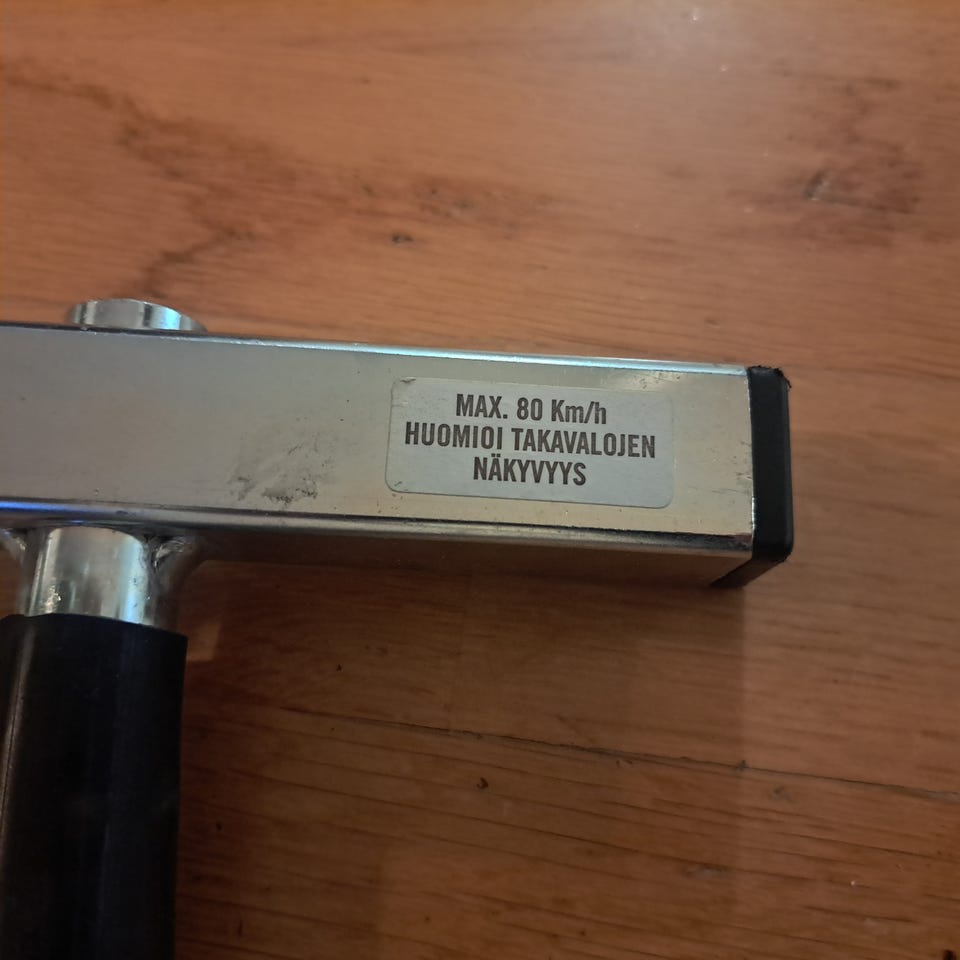 MAX. 80 Km/h
HUOMIOI TAKAVALOJEN
NÄKYVYYS